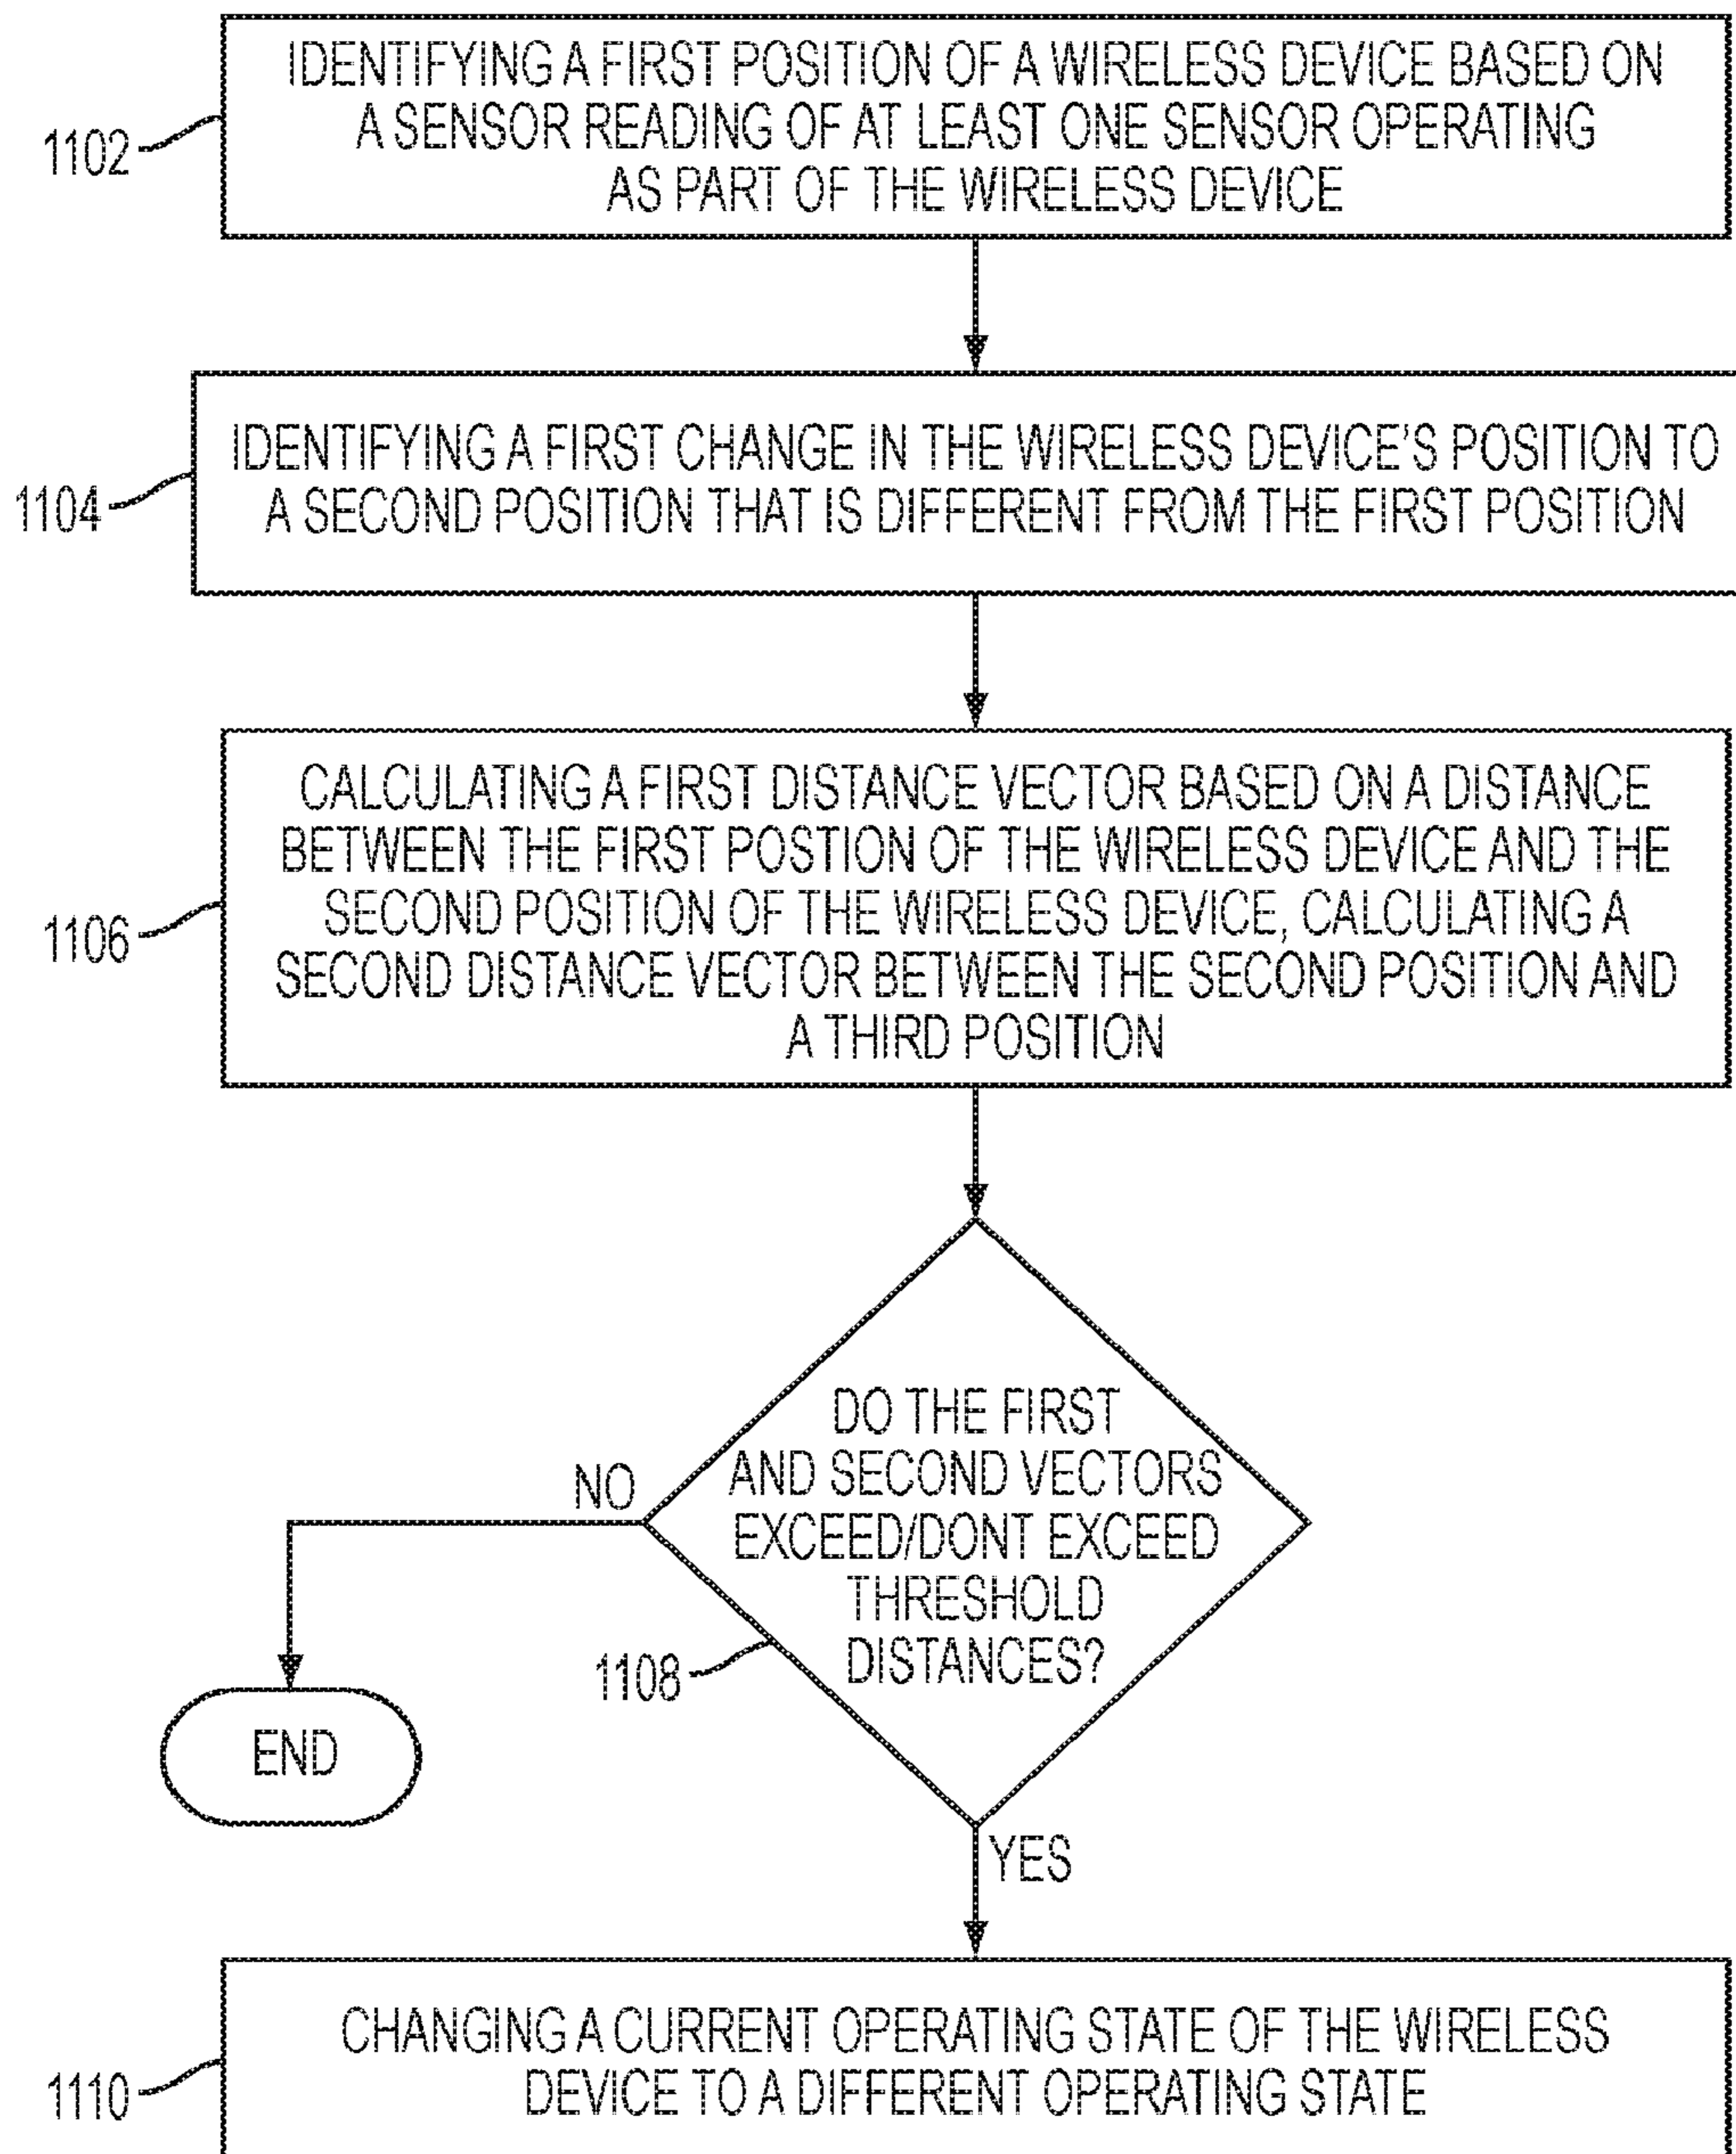 IDENTIFYING A FIRST POSITION OF A WIRELESS DEVICE BASED ON
A SENSOR READING OF AT LEAST ONE SENSOR OPERATING
AS PART OF THE WIRELESS DEVICE
1102
IDENTIFYING A FIRST CHANGE IN THE WIRELESS DEVICE'S POSITION TO
A SECOND POSITION THAT IS DIFFERENT FROM THE FIRST POSITION
1104
CALCULATING A FIRST DISTANCE VECTOR BASED ON A DISTANCE
BETWEEN THE FIRST POSTION OF THE WIRELESS DEVICE AND THE
SECOND POSITION OF THE WIRELESS DEVICE, CALCULATING A
SECOND DISTANCE VECTOR BETWEEN THE SECOND POSITION AND
A THIRD POSITION
1106
DO THE FIRST
AND SECOND VECTORS
EXCEED/DONT EXCEED
THRESHOLD
DISTANCES?
NO
1108
END
YES
CHANGING A CURRENT OPERATING STATE OF THE WIRELESS
DEVICE TO A DIFFERENT OPERATING STATE
1110